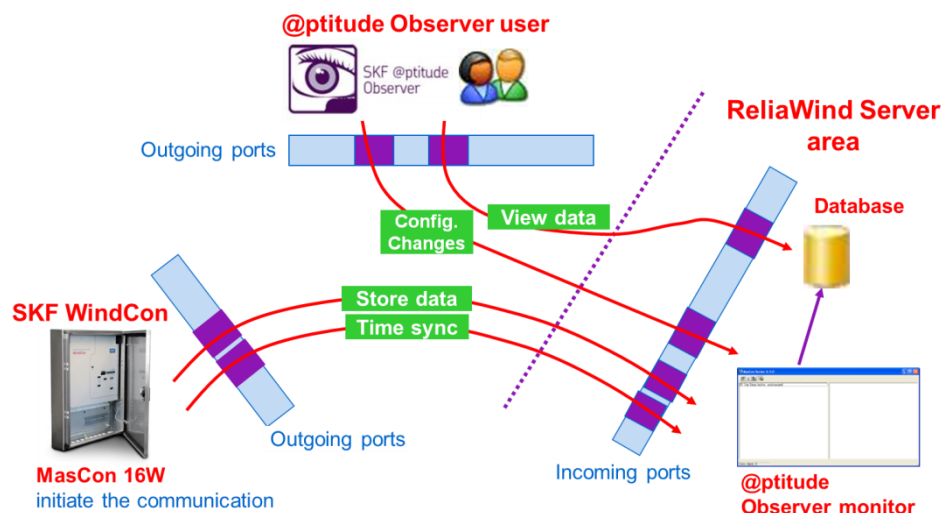 @ptitude Observer user
SKF @ptitude
Observer
ReliaWind Server
area
Outgoing ports
Database
Config.
Changes
View data
SKF WindCon
Store data
Time sync
Outgoing ports
Incoming ports
MasCon 16W
initiate the communication
@ptitude
Observer monitor